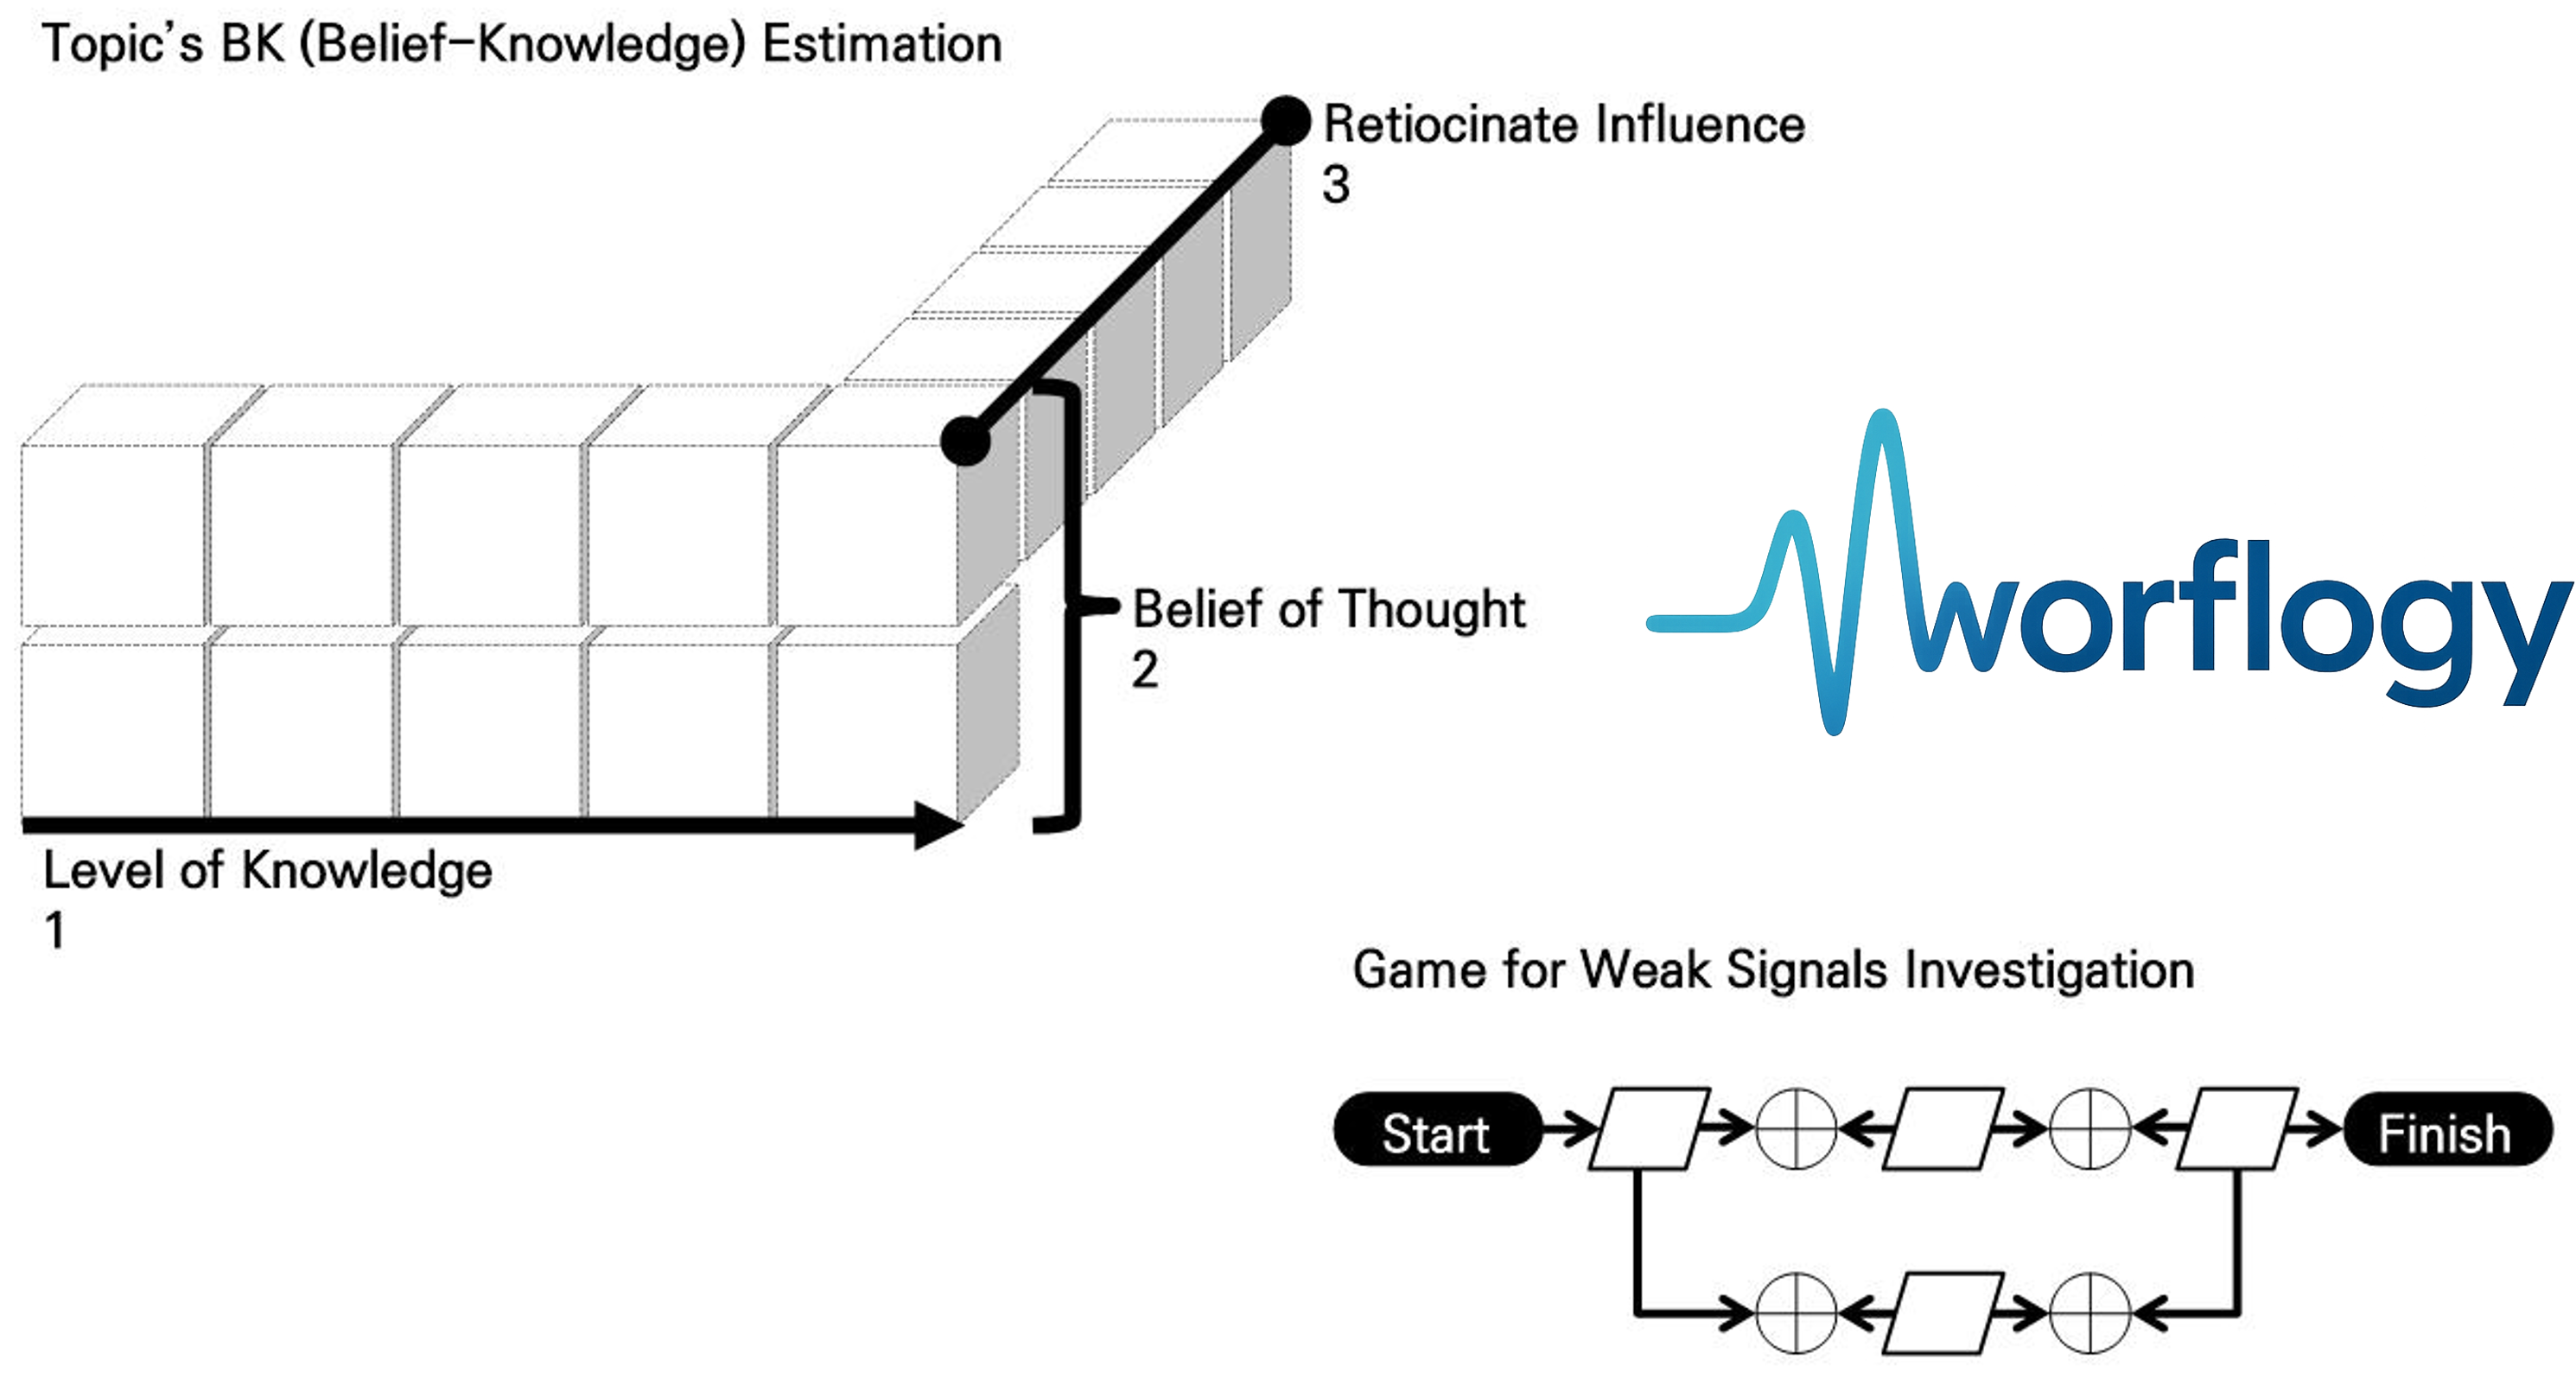 Topic's BK (Belief-Knowledge) Estimation
Retiocinate Influence
3
Belief of Thought
2
worflogy
Level of Knowledge
1
Game for Weak Signals Investigation
Start
Finish